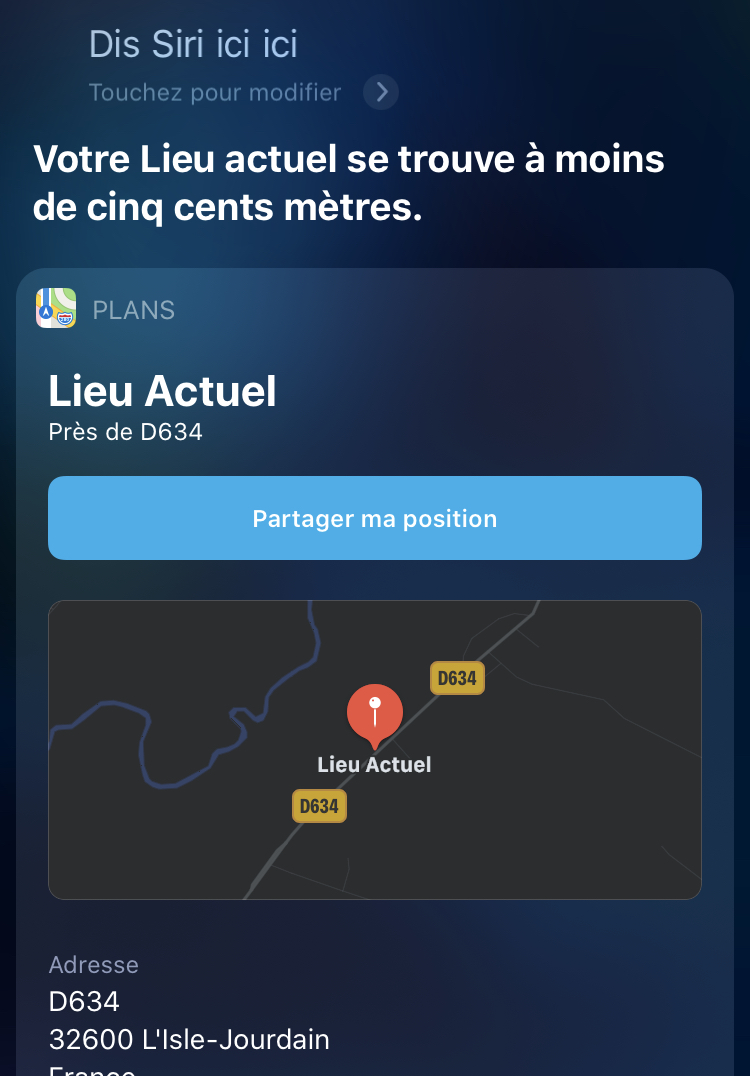 Dis Siri ici ici
Touchez pour modifier
Votre Lieu actuel se trouve à moins
de cinq cents mètres.
PLANS
Lieu Actuel
Près de D634
Partager ma position
D634
Lieu Actuel
D634
Adresse
D634
32600 L'Isle-Jourdain
France